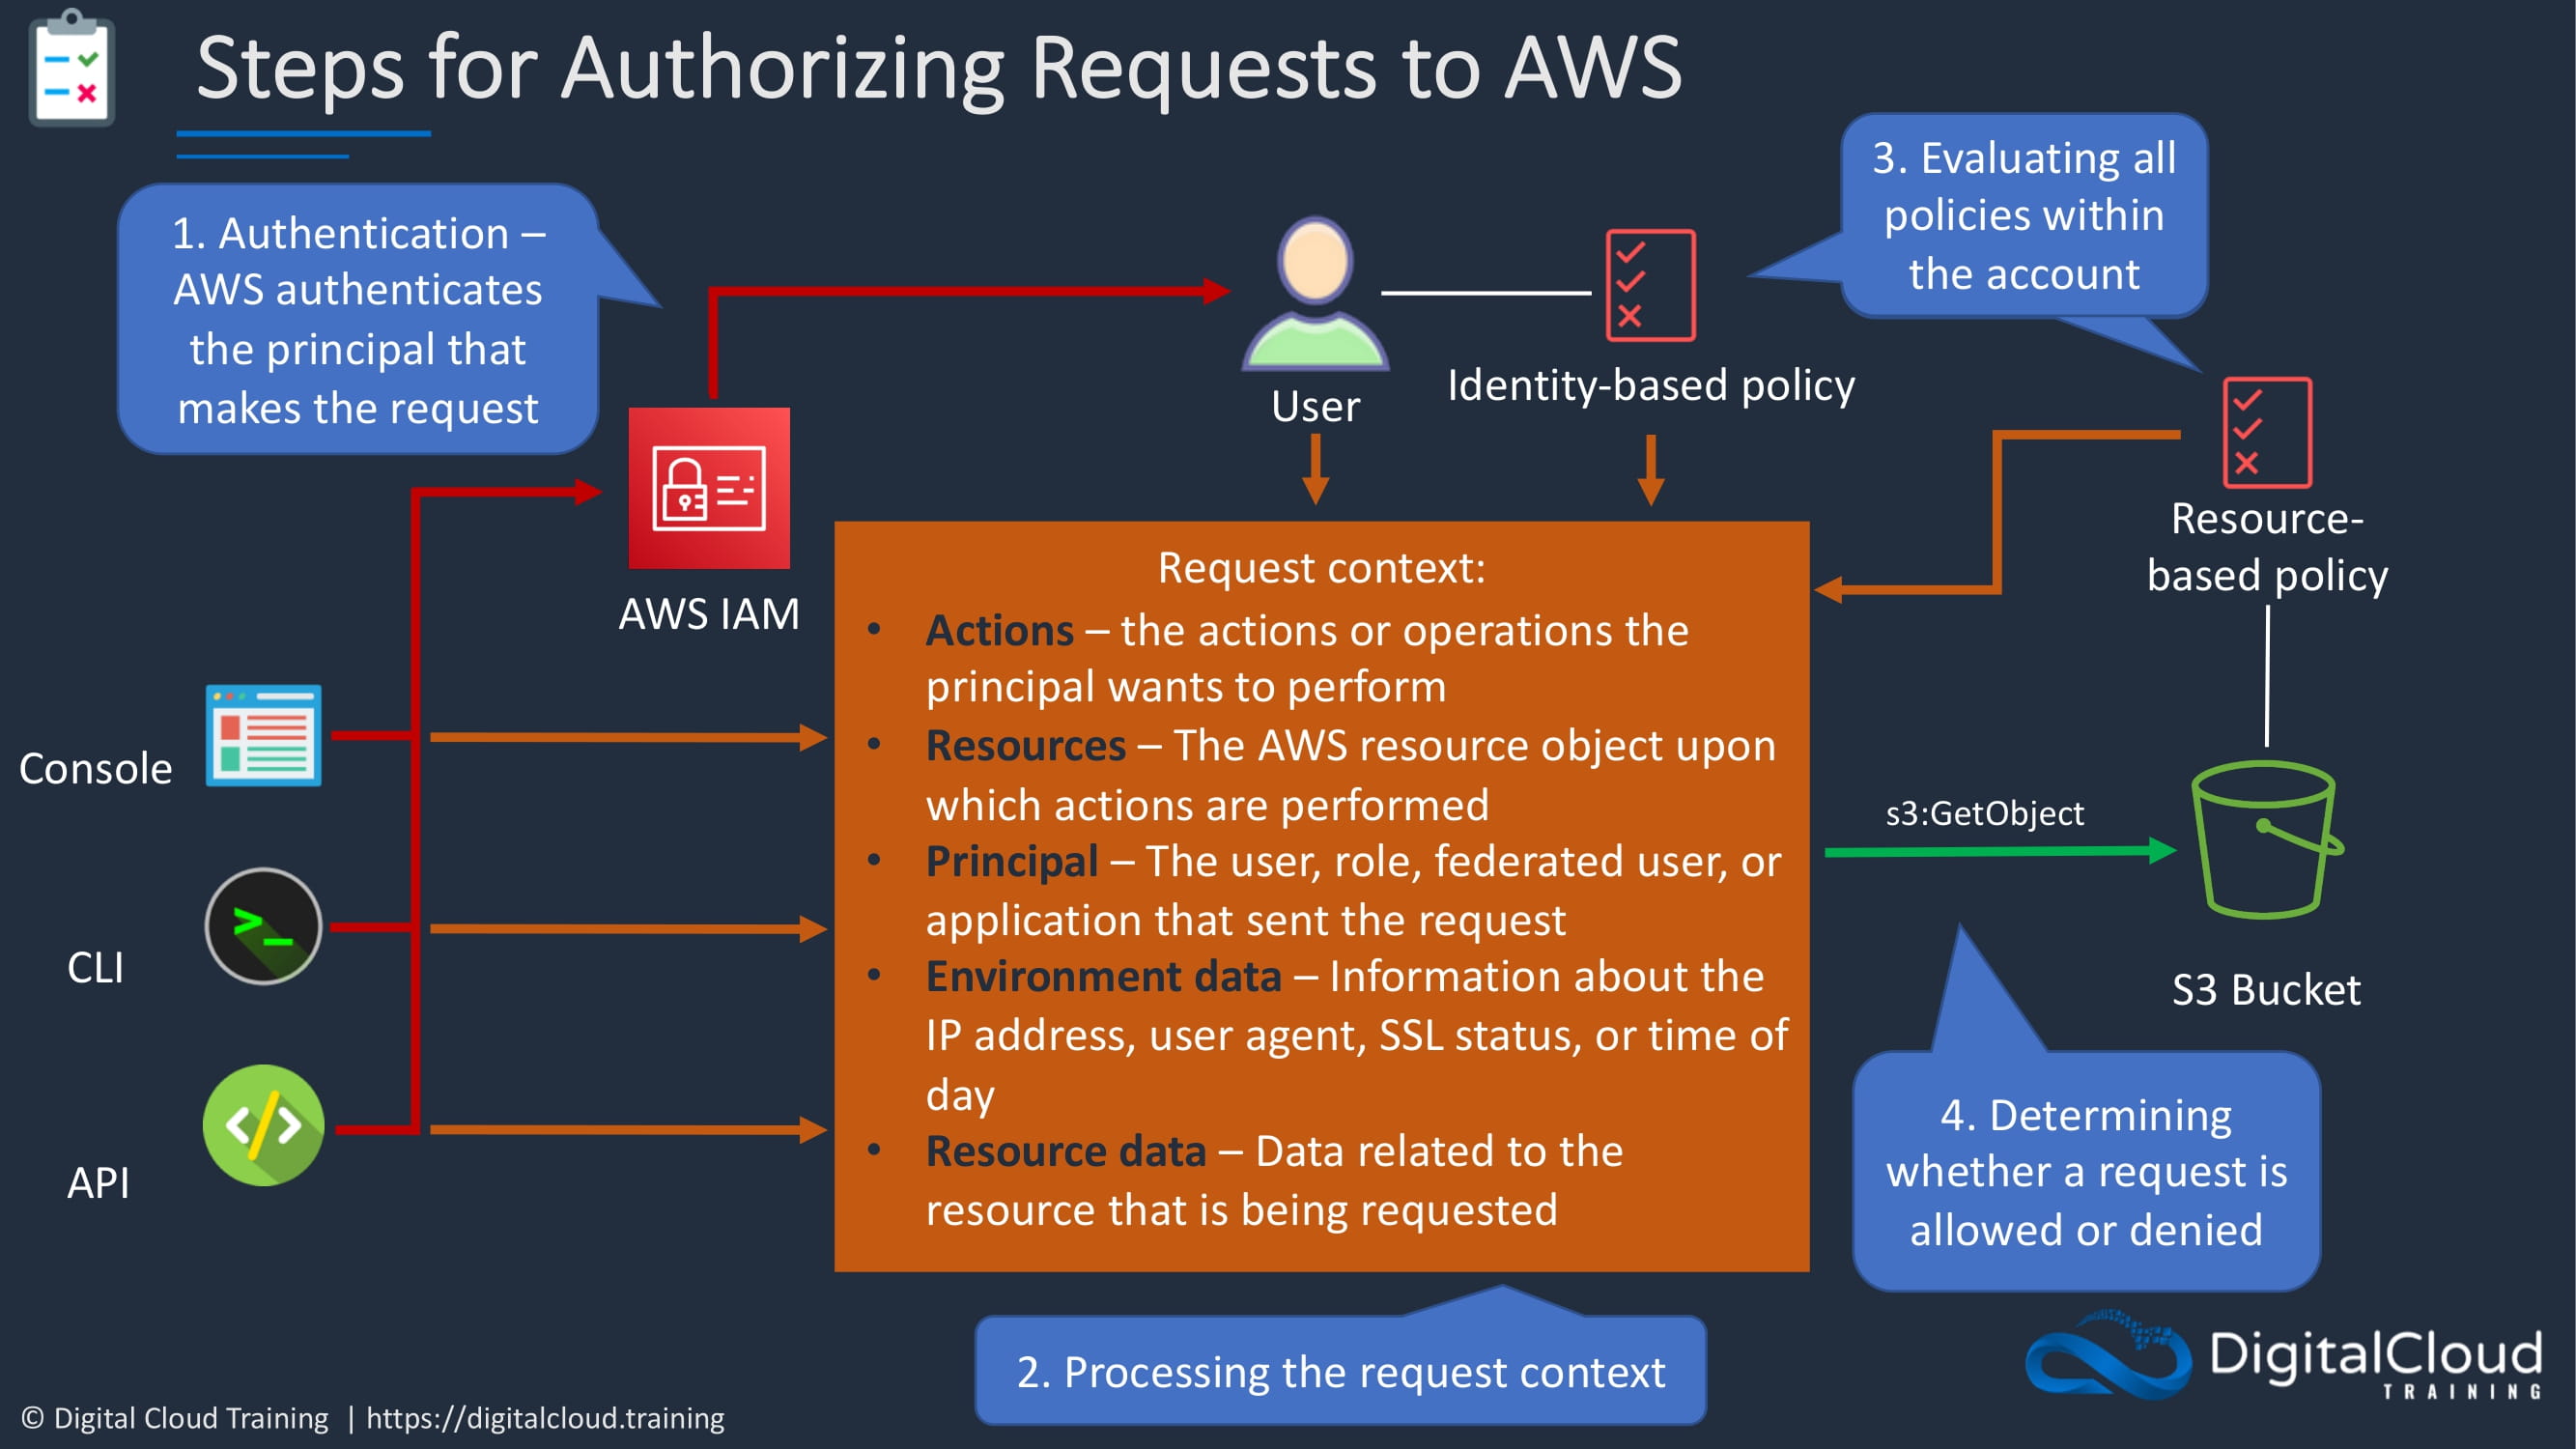 Steps for Authorizing Requests to AWS
1. Authentication –
AWS authenticates
the principal that
makes the request
3. Evaluating all
policies within
the account
User
Identity-based policy
Resource-
based policy
AWS IAM
Console
CLI
API
Request context:
• Actions – the actions or operations the
principal wants to perform
• Resources – The AWS resource object upon
which actions are performed
• Principal – The user, role, federated user, or
application that sent the request
• Environment data – Information about the
IP address, user agent, SSL status, or time of
day
• Resource data – Data related to the
resource that is being requested
s3:GetObject
S3 Bucket
4. Determining
whether a request is
allowed or denied
2. Processing the request context
© Digital Cloud Training | https://digitalcloud.training
DigitalCloud
TRAINING